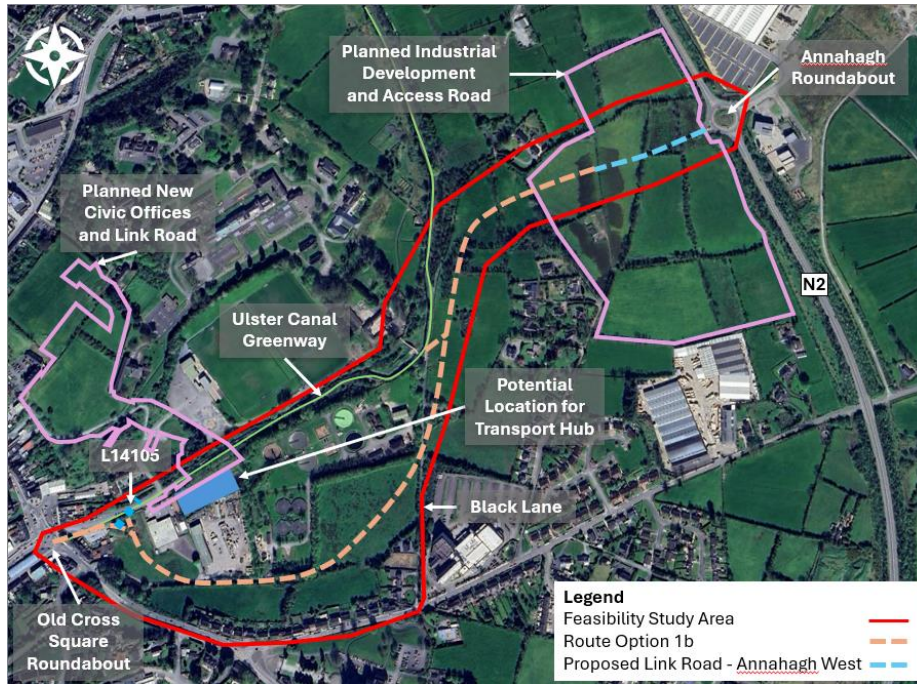 Planned Industrial
Development
and Access Road
Annahagh
Roundabout
Planned New
Civic Offices
and Link Road
N2
Ulster Canal
Greenway
Potential
Location for
Transport Hub
L14105
Black Lane
Old Cross
Square
Roundabout
Legend
Feasibility Study Area
Route Option 1b
Proposed Link Road - Annahagh West